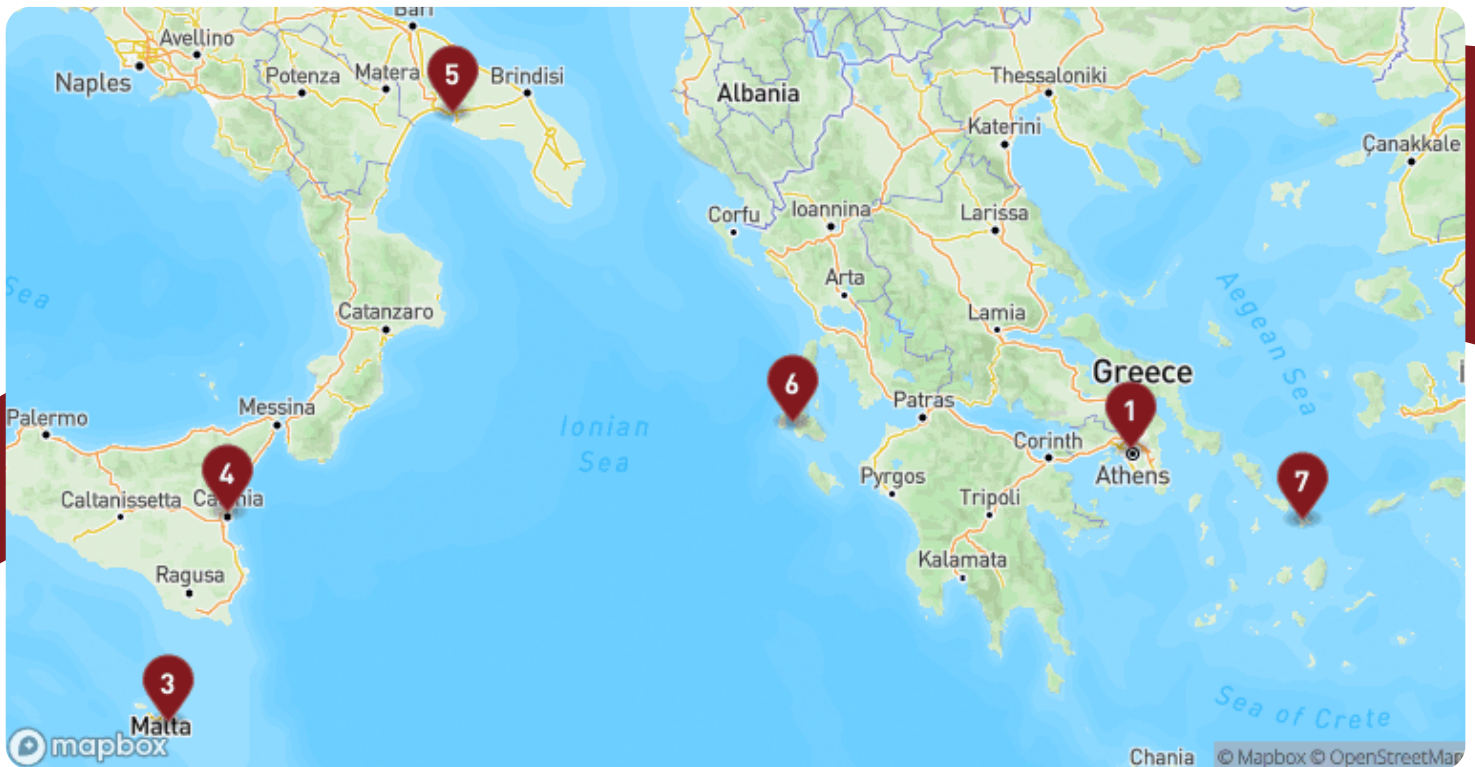 Bari
Avellino
Naples
Potenza
Matera
5
Brindisi
Albania
Thessaloniki
Katerini
Çanakkale
Corfu
Ioannina
Larissa
Sea
Arta
Aegean Sea
Catanzaro
Lamia
Greece
6
Messina
Palermo
Patras
1
Ionian
Sea
Corinth
4
Pyrgos
Athens
7
Caltanissetta
Tripoli
Kalamata
Ragusa
3
Malta
Sea of Crete
mapbox
Chania
© Mapbox © OpenStreetMap